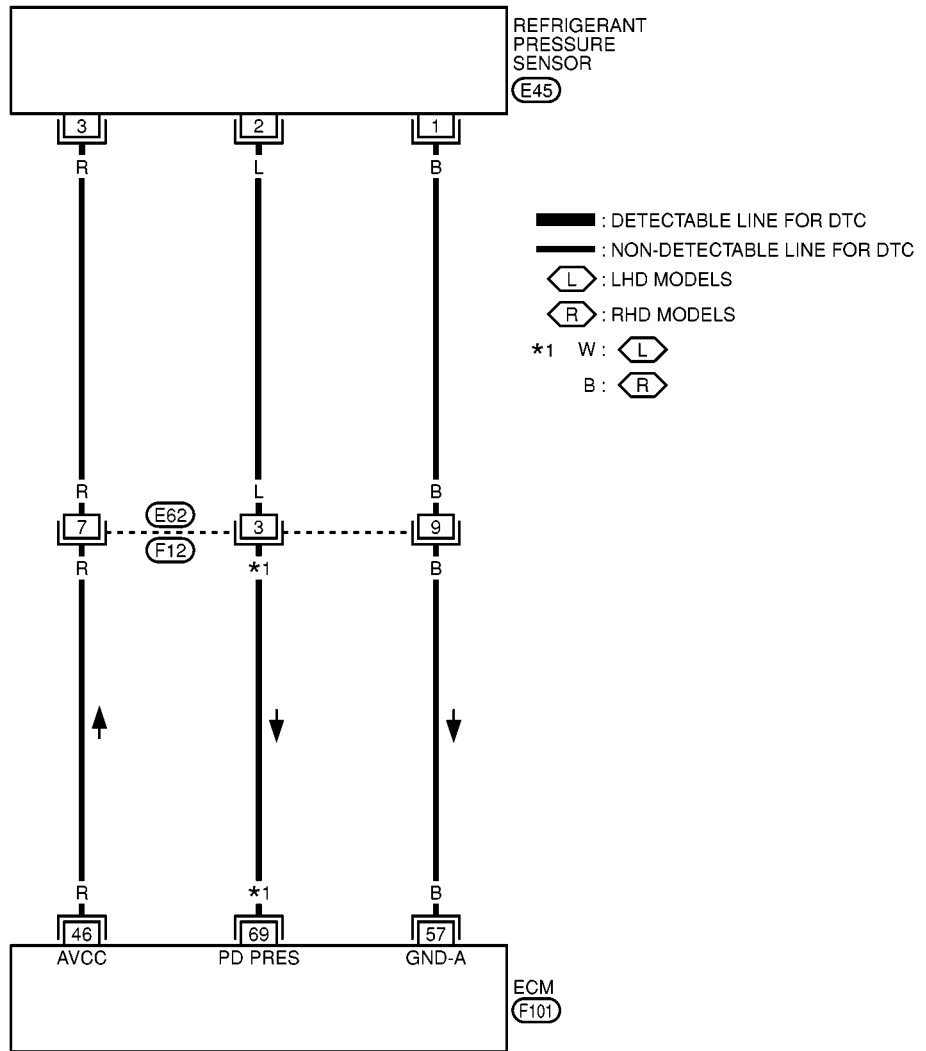 REFRIGERANT
PRESSURE
SENSOR
E45
3 2 1
R L B
: DETECTABLE LINE FOR DTC
: NON-DETECTABLE LINE FOR DTC
L : LHD MODELS
R : RHD MODELS
*1 W : L
B : R
R L B
7 E62 3 9
F12
R *1 B
R *1 B
46 69 57
AVCC PD PRES GND-A
ECM
F101